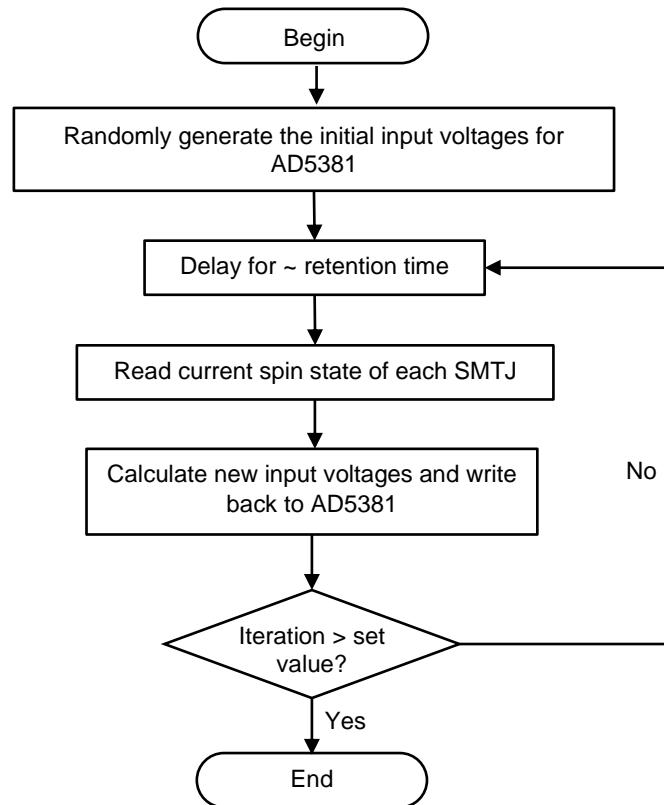 Begin
Randomly generate the initial input voltages for
AD5381
Delay for ~ retention time
Read current spin state of each SMTJ
Calculate new input voltages and write
back to AD5381
No
Iteration > set
value?
Yes
End